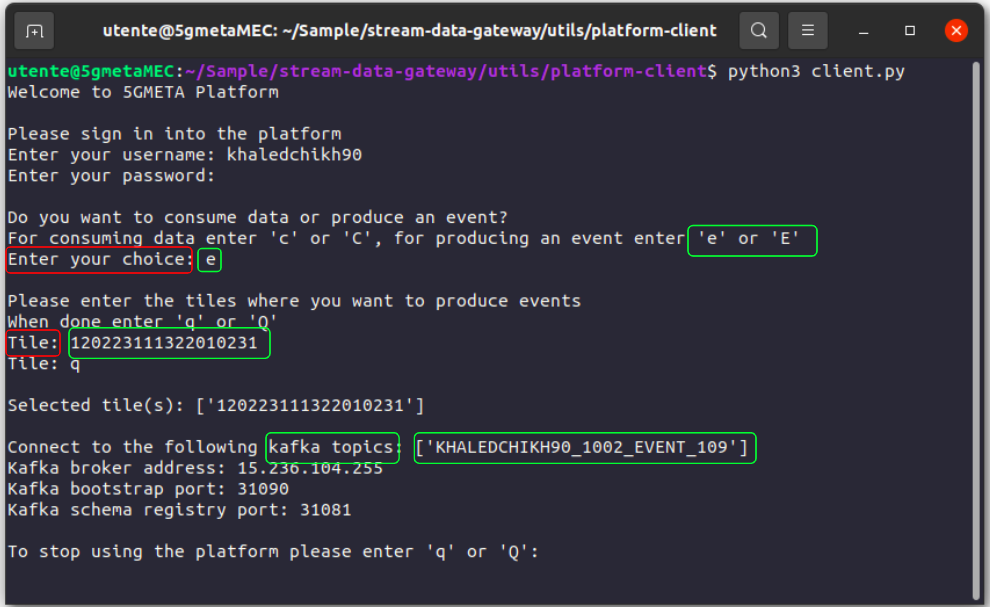 utente@5gmetaMEC: ~/Sample/stream-data-gateway/utils/platform-client
utente@5gmetaMEC:~/Sample/stream-data-gateway/utils/platform-client$ python3 client.py
Welcome to 5GMETA Platform
Please sign in into the platform
Enter your username: khaledchikh90
Enter your password:
Do you want to consume data or produce an event?
For consuming data enter 'c' or 'C', for producing an event enter 'e' or 'E'
Enter your choice: e
Please enter the tiles where you want to produce events
When done enter 'q' or 'Q'
Tile: 120223111322010231
Tile: q
Selected tile(s): ['120223111322010231']
Connect to the following kafka topics: ['KHALEDCHIKH90_1002_EVENT_109']
Kafka broker address: 15.236.104.255
Kafka bootstrap port: 31090
Kafka schema registry port: 31081
To stop using the platform please enter 'q' or 'Q':